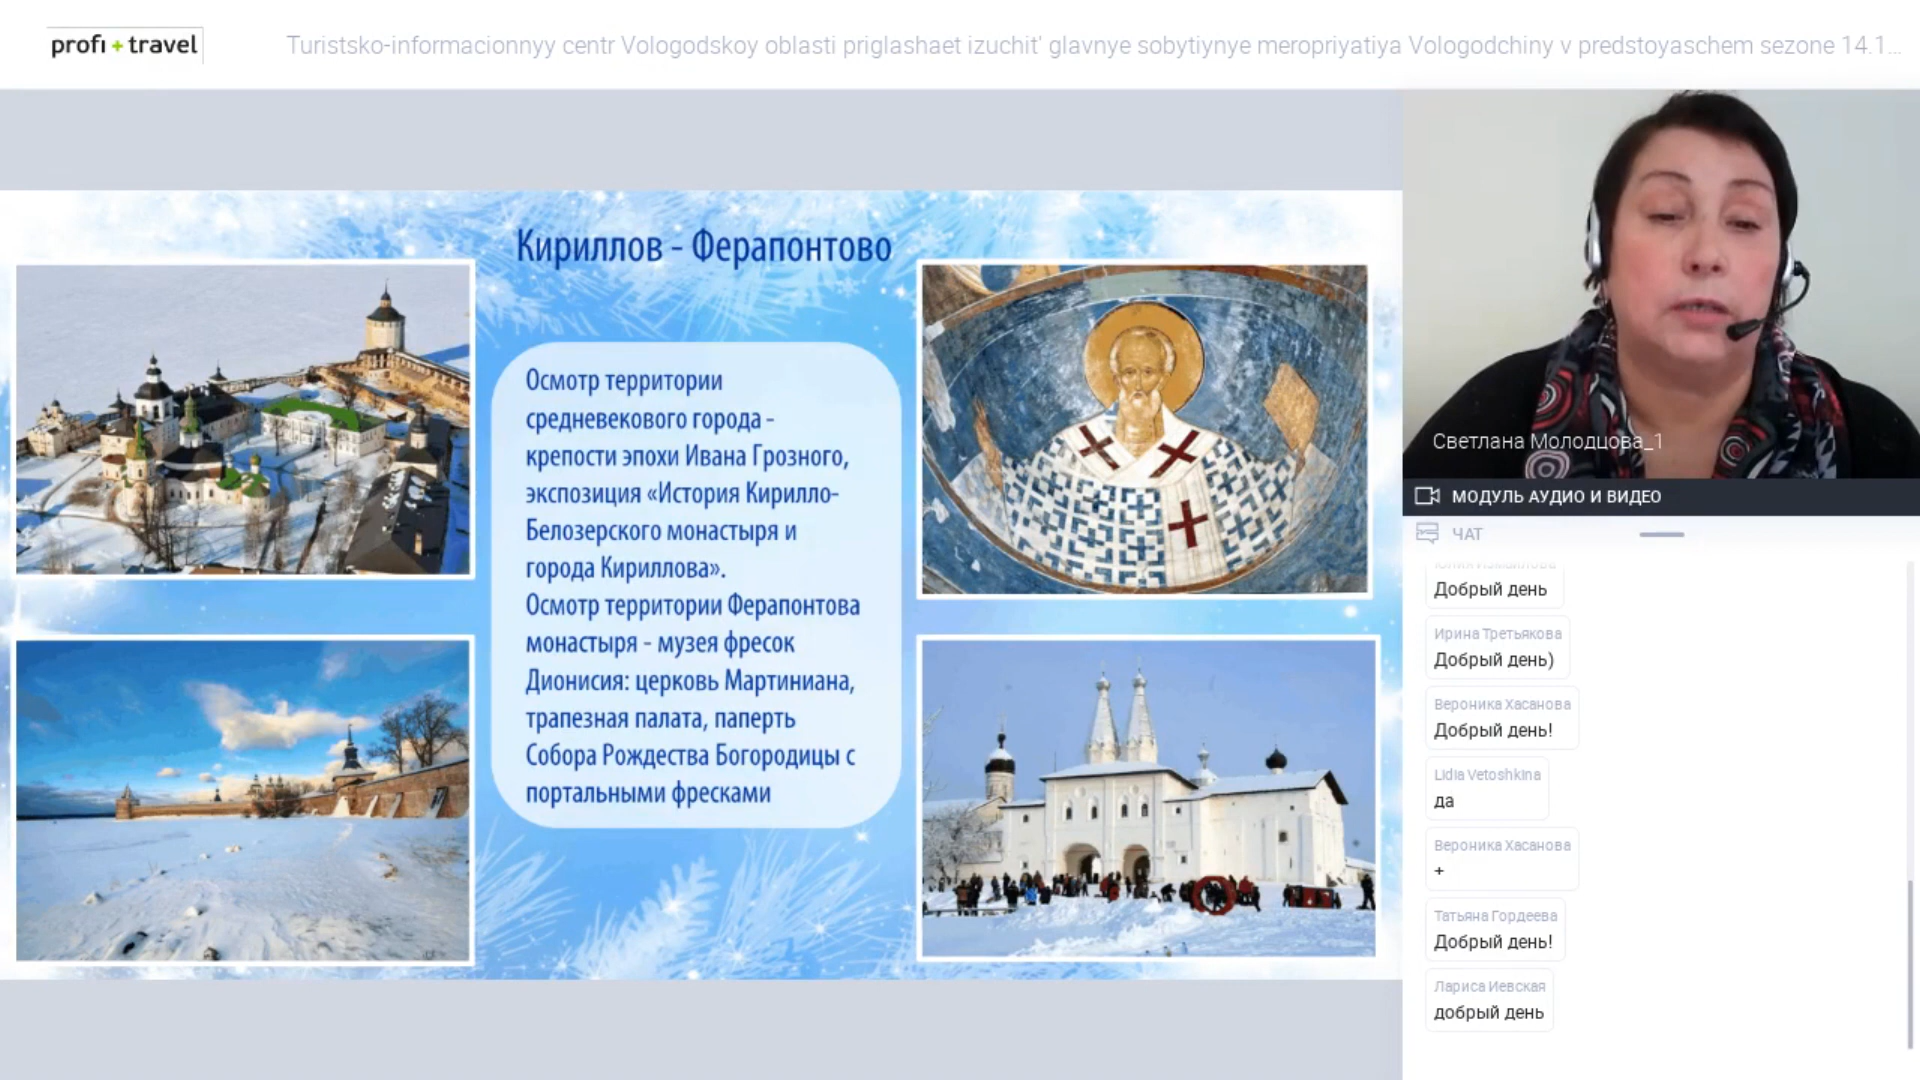 profi + travel
Turistsko-informacionnyy centr Vologodskoy oblasti priglashaet izuchit' glavnye sobytiynye meropriyatiya Vologodchiny v predstoyaschem sezone 14.1...
Кириллов - Ферапонтово
Осмотр территории
средневекового города -
крепости эпохи Ивана Грозного,
экспозиция «История Кирилло-
Белозерского монастыря и
города Кириллова».
Осмотр территории Ферапонтова
монастыря - музея фресок
Дионисия: церковь Мартиниана,
трапезная палата, паперть
Собора Рождества Богородицы с
портальными фресками
Светлана Молодцова_1
МОДУЛЬ АУДИО И ВИДЕО
ЧАТ
Добрый день
Ирина Третьякова
Добрый день)
Вероника Хасанова
Добрый день!
Lidia Vetoshkina
да
Вероника Хасанова
+
Татьяна Гордеева
Добрый день!
Лариса Иевская
добрый день